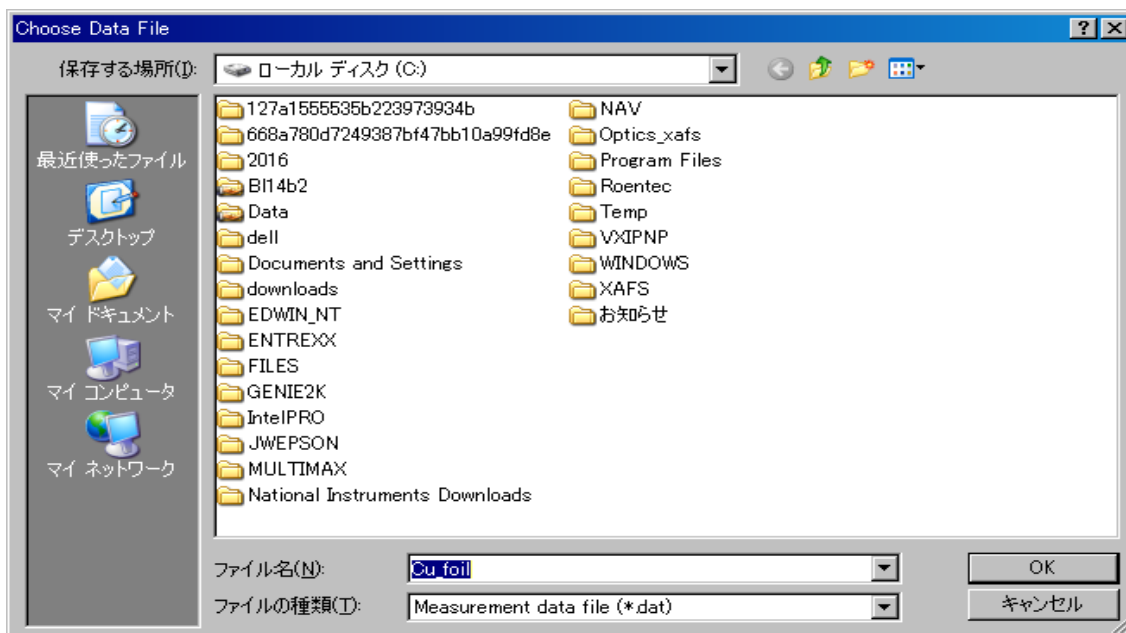 Choose Data File
保存する場所(I):
ローカル ディスク (C:)
最近使ったファイル
デスクトップ
マイ ドキュメント
マイ コンピュータ
マイ ネットワーク
127a1555535b223973934b
668a780d7249387bf47bb10a99fd8e
2016
Bl14b2
Data
dell
Documents and Settings
downloads
EDWIN_NT
ENTREXX
FILES
GENIE2K
IntelPRO
JWEPSON
MULTIMAX
National Instruments Downloads
NAV
Optics_xafs
Program Files
Roentec
Temp
VXIPNP
WINDOWS
XAFS
お知らせ
ファイル名(N):
Cu_foil
OK
ファイルの種類(T):
Measurement data file (*.dat)
キャンセル